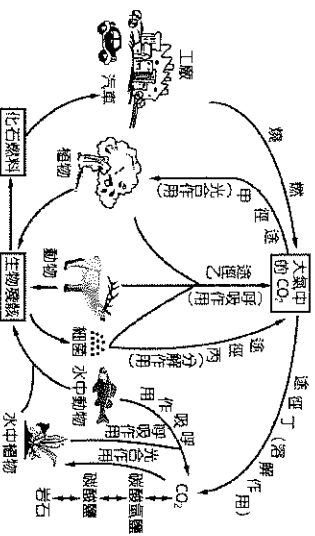 工廠
汽車
燃燒
大氣中
的CO₂
途徑甲
(光合作用)
植物
途徑乙
(呼吸作用)
動物
途徑丙
(分解作用)
細菌
途徑丁(溶解作用)
化石燃料
生物殘骸
水中動物
呼吸作用
呼吸作用
光合作用
水中植物
CO₂
碳酸氫鹽
碳酸鹽
岩石